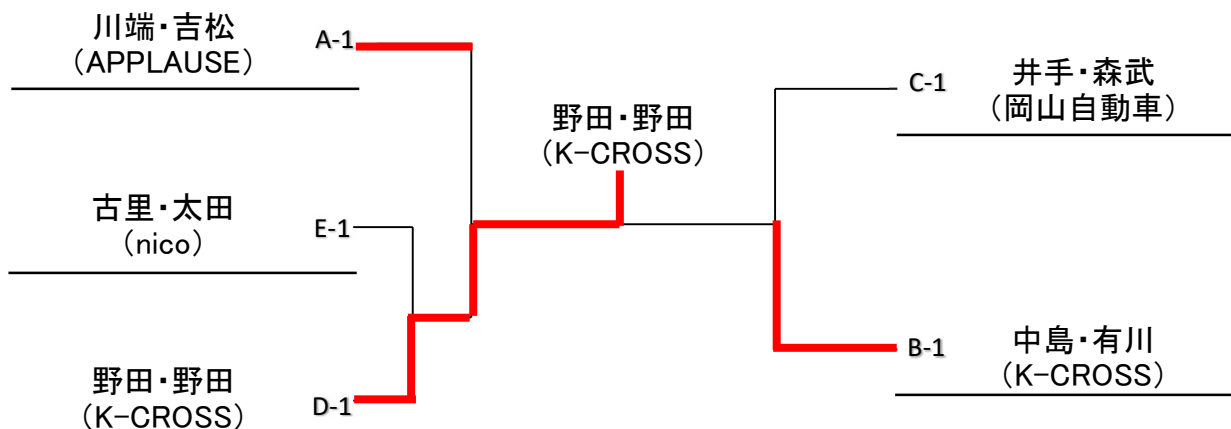 川端・吉松
(APPLAUSE)
A-1
古里・太田
(nico)
E-1
野田・野田
(K-CROSS)
D-1
野田・野田
(K-CROSS)
C-1
井手・森武
(岡山自動車)
B-1
中島・有川
(K-CROSS)